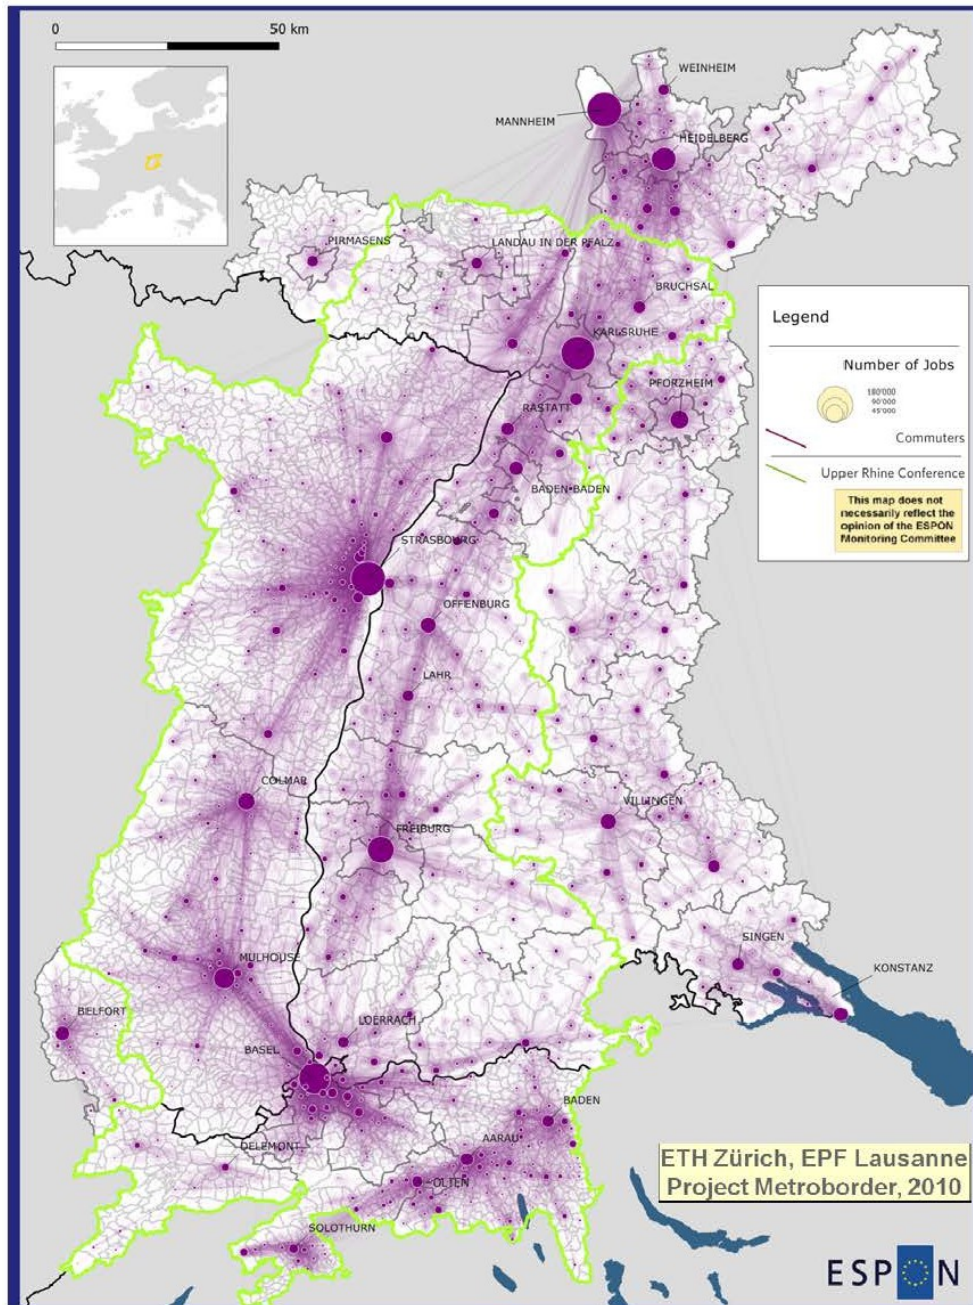 0
50 km
WEINHEIM
MANNHEIM
HEIDELBERG
PIRMASENS
LANDAU IN DER PFALZ
BRUCHSAL
KARLSRUHE
PFORZHEIM
RASTATT
BADEN-BADEN
STRASBOURG
OFFENBURG
LAHR
COLMAR
VILLINGEN
FREIBURG
SINGEN
MULHOUSE
KONSTANZ
BELFORT
LOERRACH
BASEL
BADEN
AARAU
DELEMONT
OLTEN
SOLOTHURN
Legend
Number of Jobs
180'000
90'000
45'000
Commuters
Upper Rhine Conference
This map does not
necessarily reflect the
opinion of the ESPON
Monitoring Committee
ETH Zürich, EPF Lausanne
Project Metroborder, 2010
ESPON